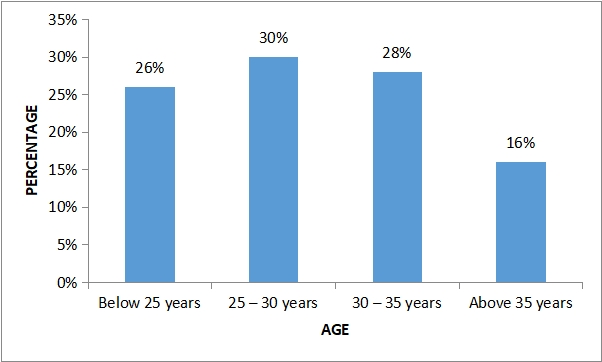 35%
30%
25%
20%
15%
10%
5%
0%
PERCENTAGE
26%
30%
28%
16%
Below 25 years
25 – 30 years
30 – 35 years
Above 35 years
AGE